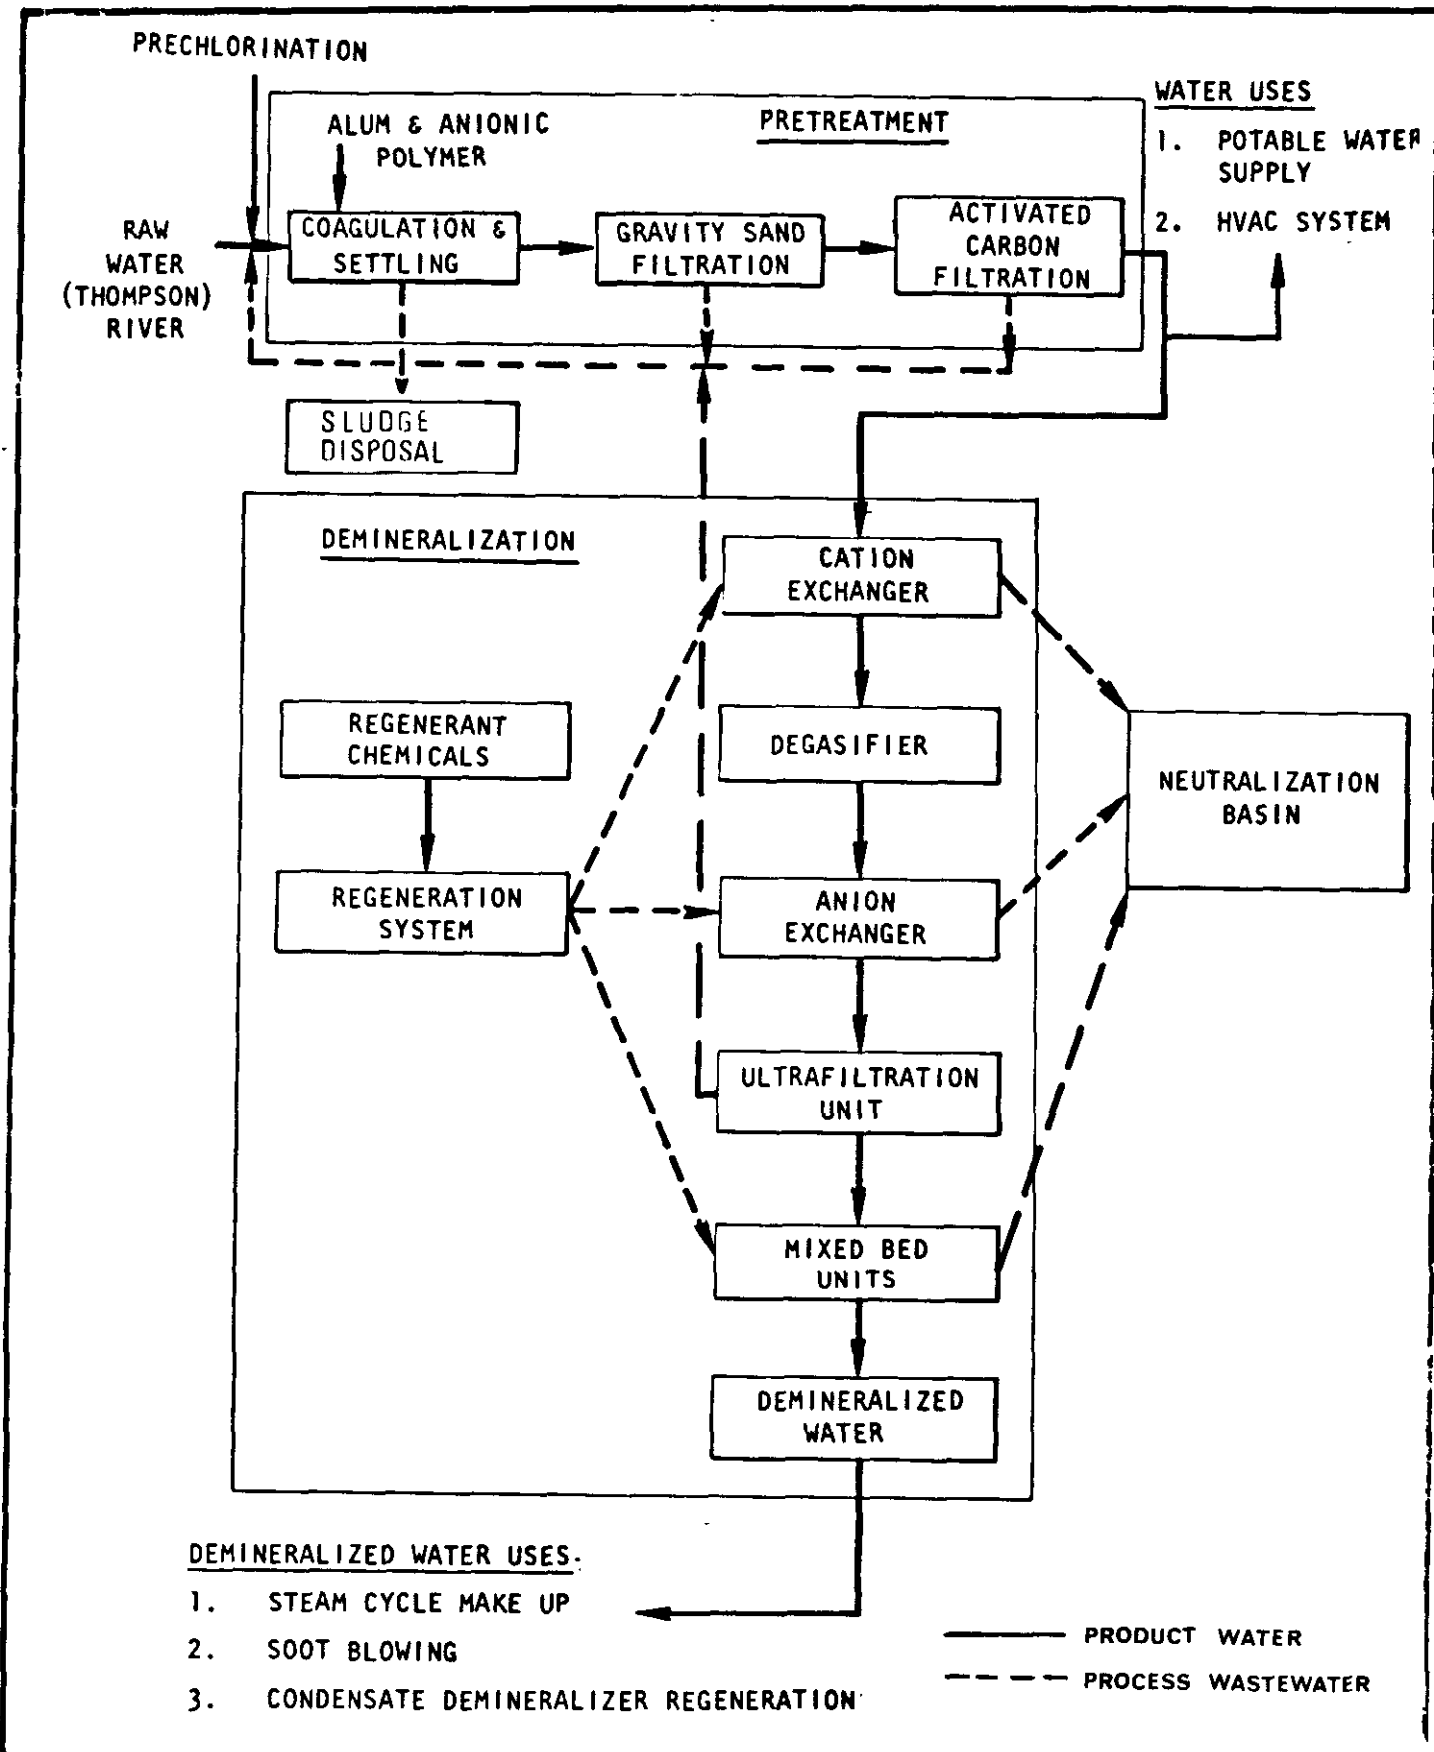 PRECHLORINATION
WATER USES
1. POTABLE WATER
SUPPLY
2. HVAC SYSTEM
PRETREATMENT
ALUM & ANIONIC
POLYMER
RAW
WATER
(THOMPSON)
RIVER
COAGULATION &
SETTLING
GRAVITY SAND
FILTRATION
ACTIVATED
CARBON
FILTRATION
SLUDGE
DISPOSAL
DEMINERALIZATION
CATION
EXCHANGER
REGENERANT
CHEMICALS
DEGASIFIER
NEUTRALIZATION
BASIN
REGENERATION
SYSTEM
ANION
EXCHANGER
ULTRAFILTRATION
UNIT
MIXED BED
UNITS
DEMINERALIZED
WATER
DEMINERALIZED WATER USES.
1. STEAM CYCLE MAKE UP
2. SOOT BLOWING
3. CONDENSATE DEMINERALIZER REGENERATION
PRODUCT WATER
PROCESS WASTEWATER